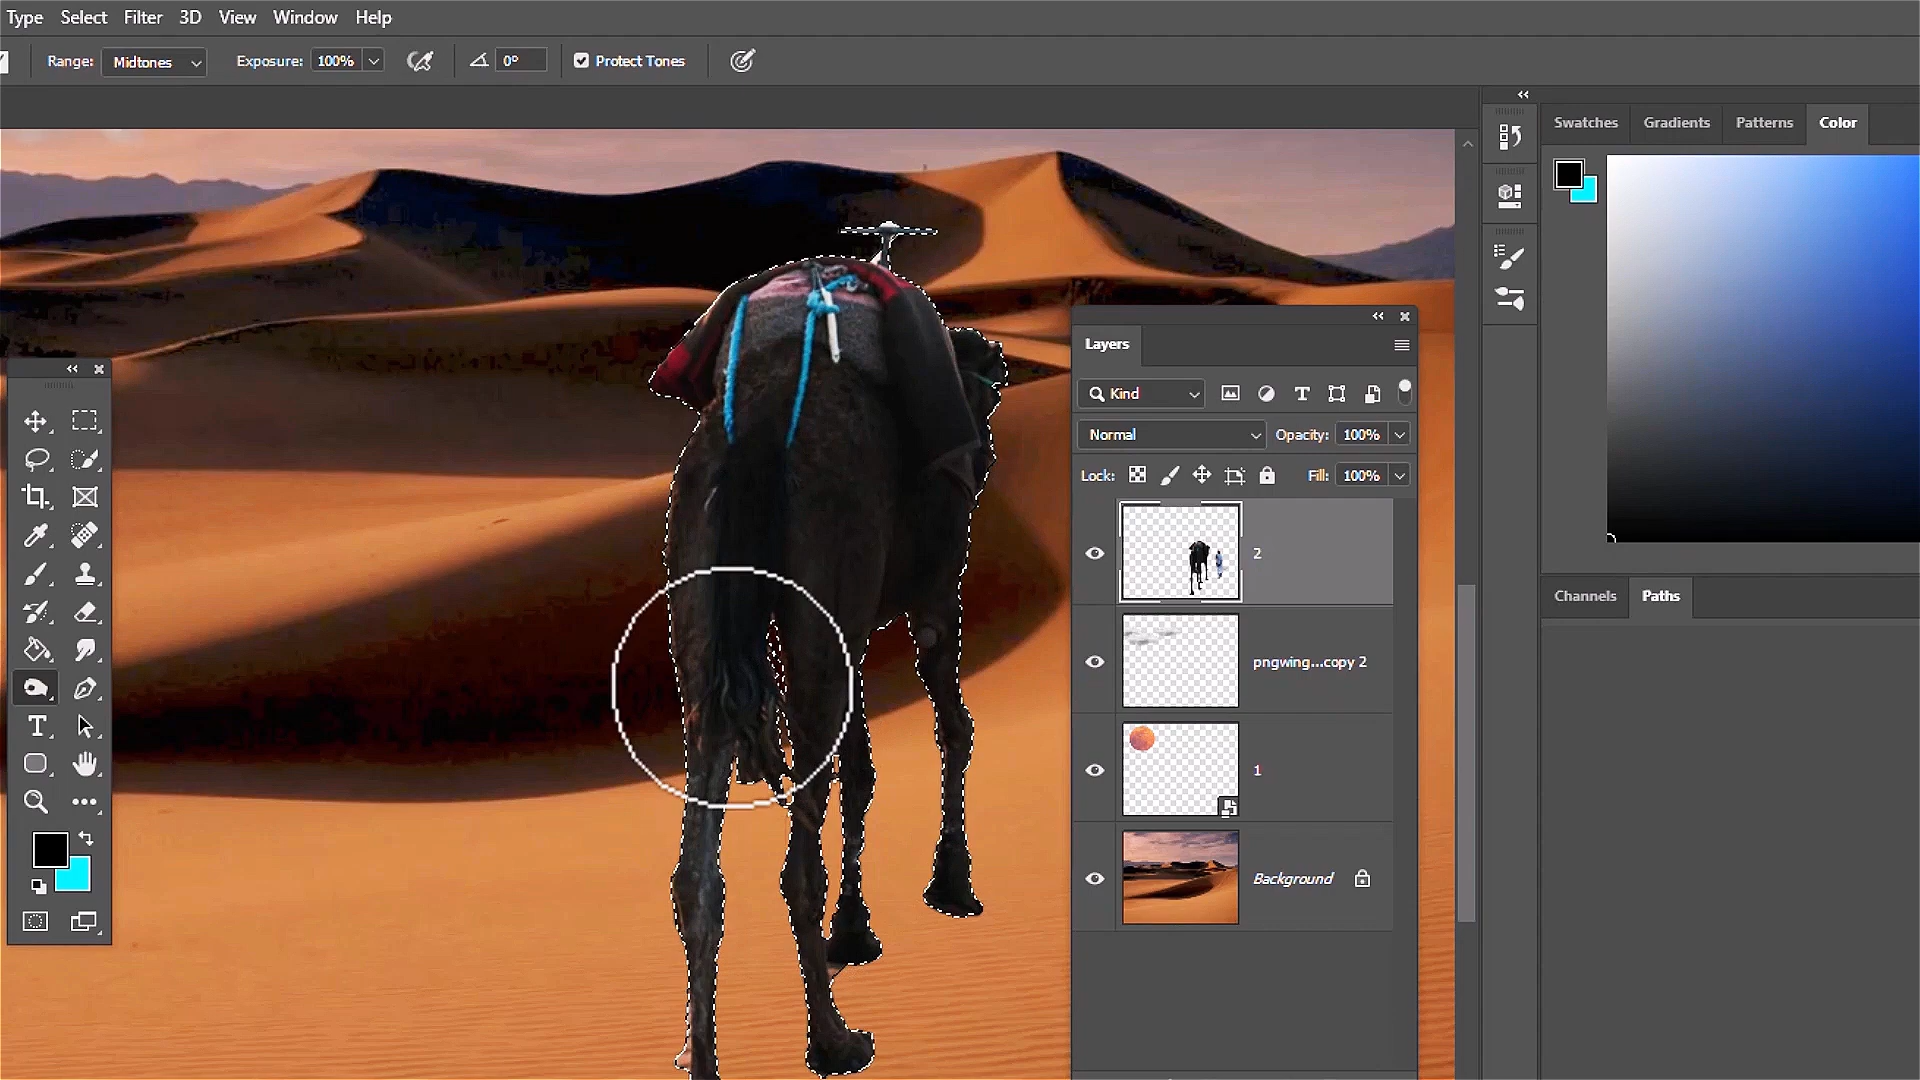 Type Select Filter 3D View Window Help
Range: Midtones Exposure: 100% 0° Protect Tones
Swatches Gradients Patterns Color
Layers
Kind
Normal Opacity: 100%
Lock: Fill: 100%
2
pngwing...copy 2
1
Background
Channels Paths